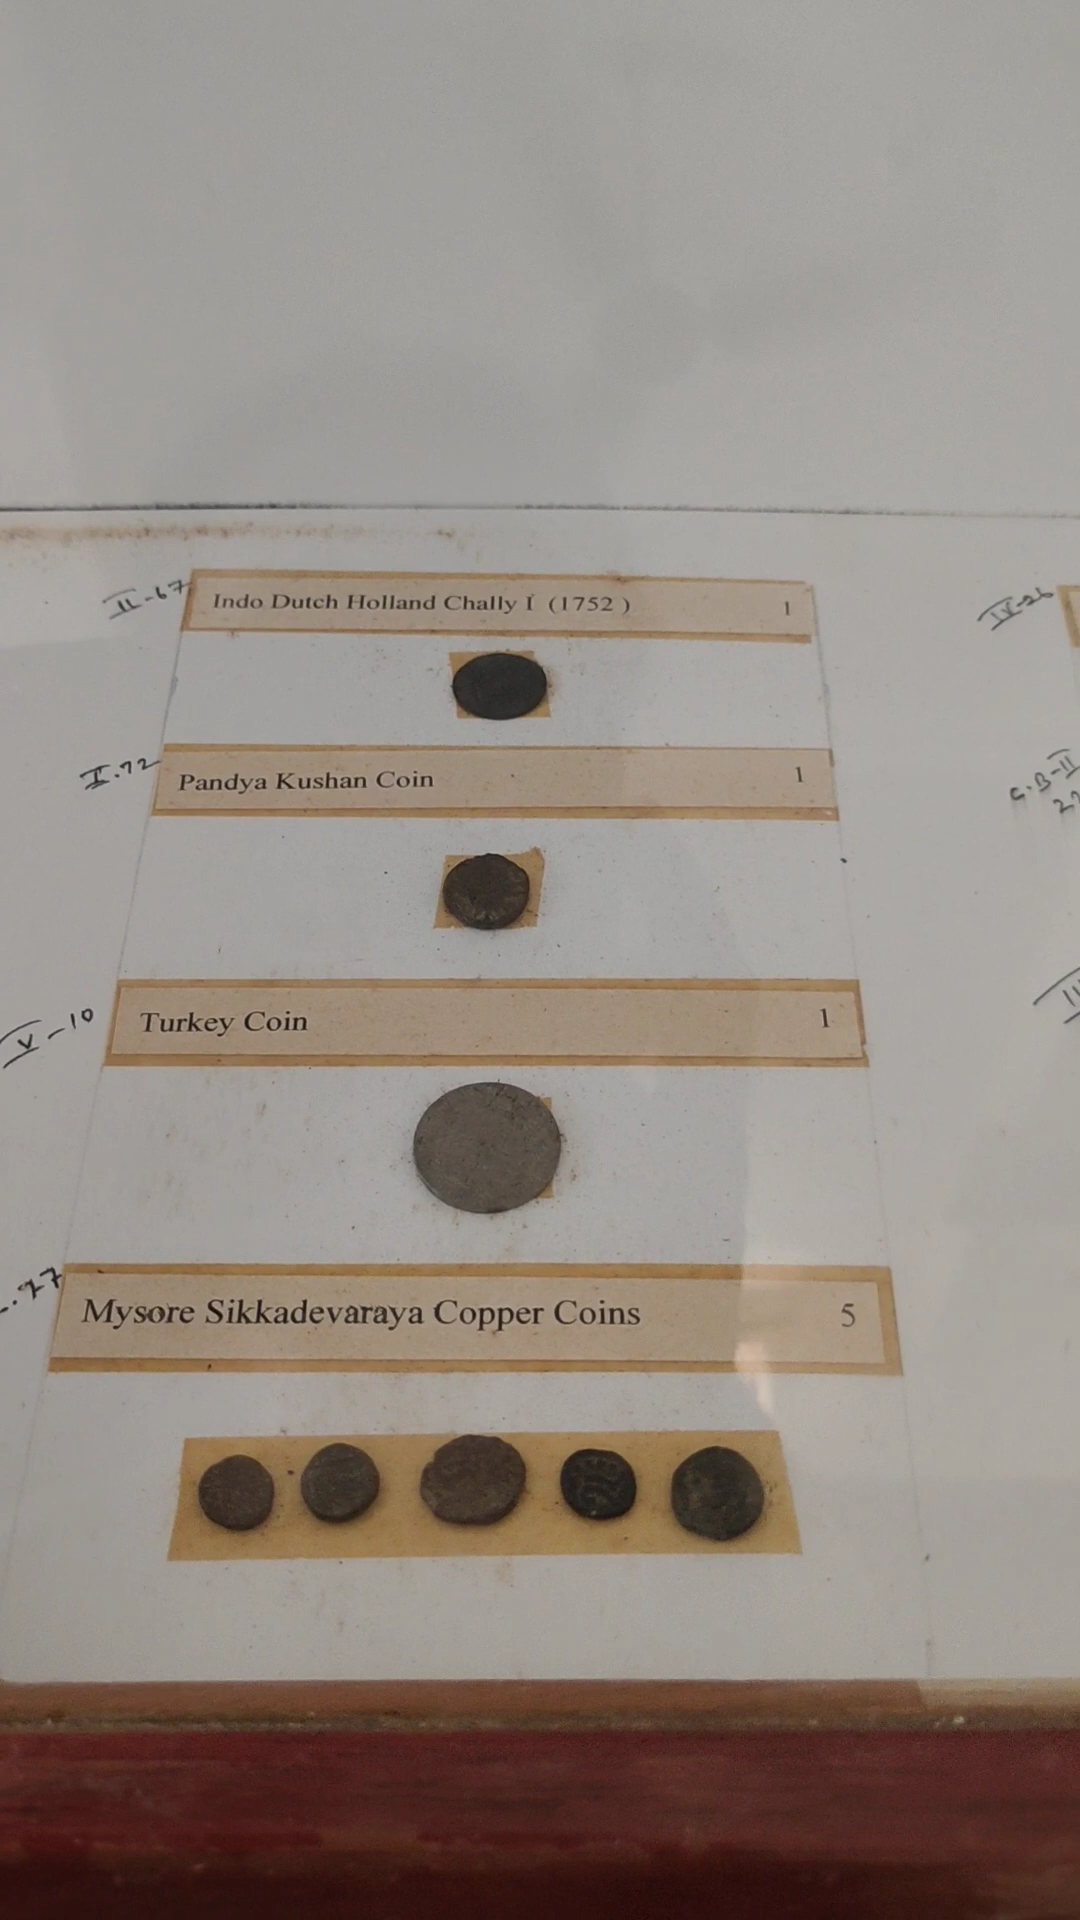 II-67
Indo Dutch Holland Chally I (1752 ) 1
IV-26
I.72
Pandya Kushan Coin 1
C.B-II
V-10
Turkey Coin 1
Mysore Sikkadevaraya Copper Coins 5